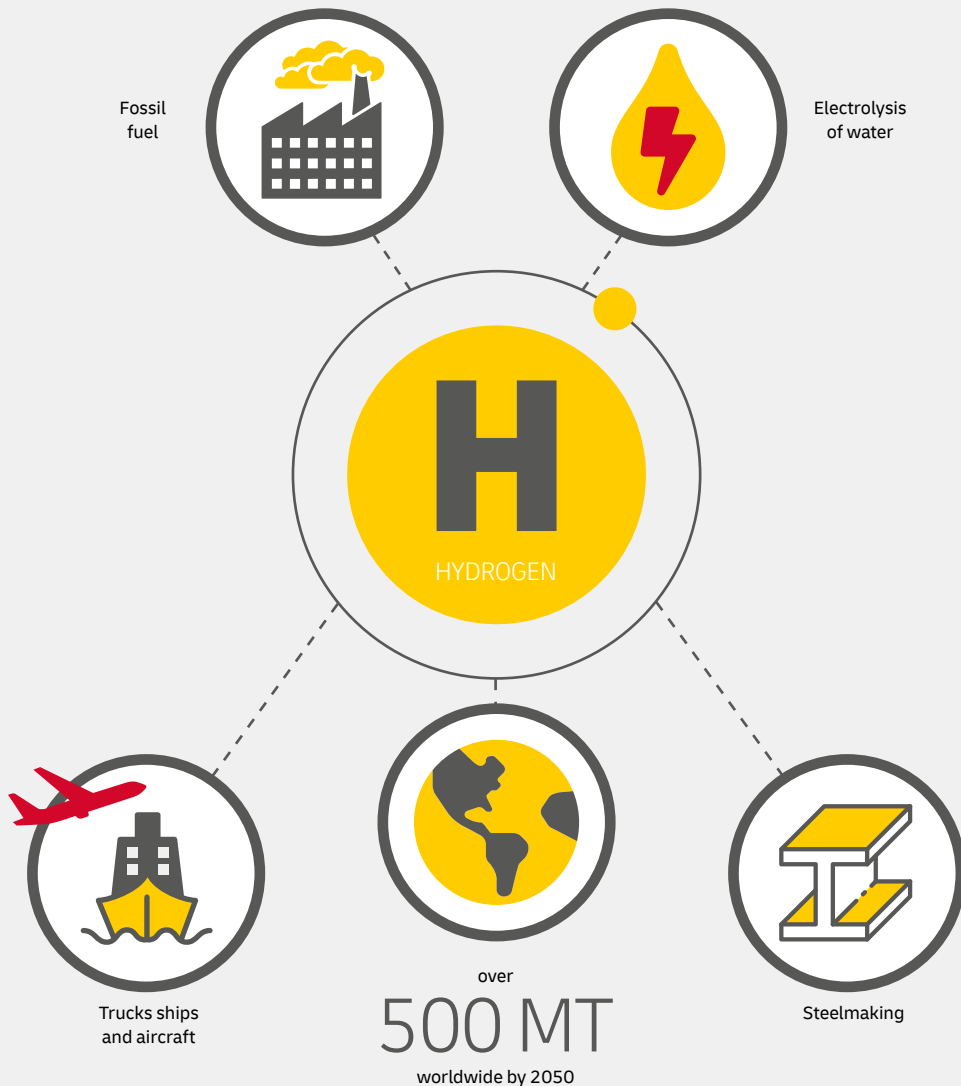 Fossil
fuel
Electrolysis
of water
H
HYDROGEN
Trucks ships
and aircraft
over
500 MT
worldwide by 2050
Steelmaking